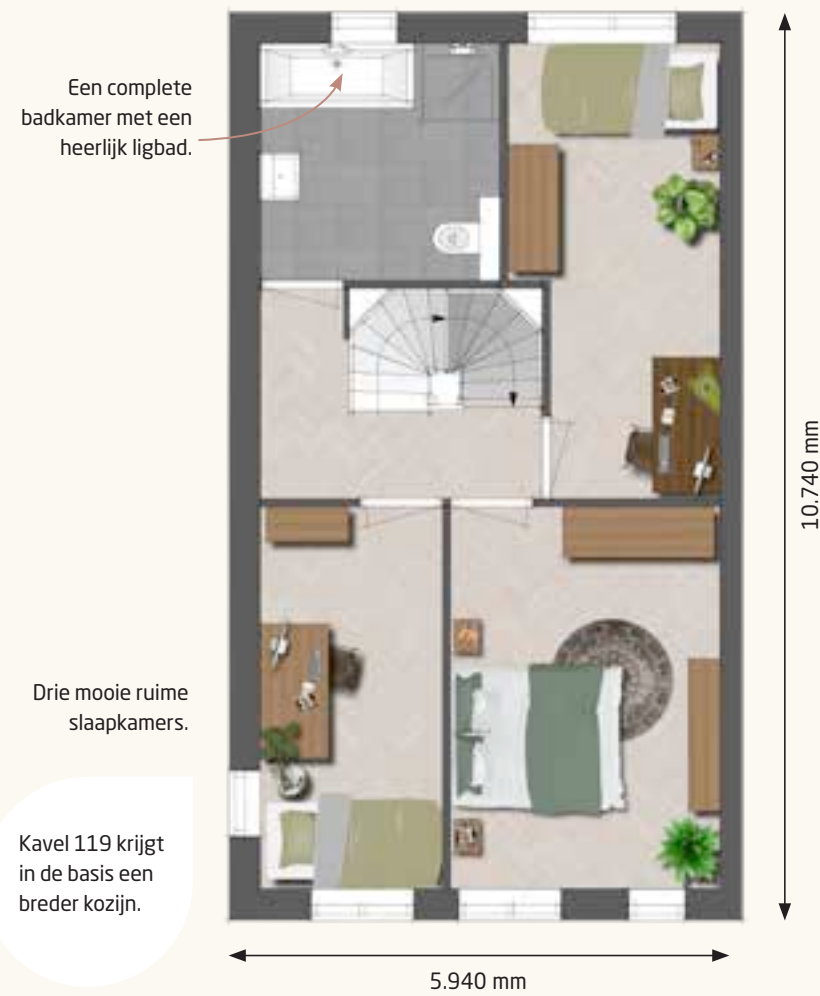 Een complete
badkamer met een
heerlijk ligbad.
10.740 mm
Drie mooie ruime
slaapkamers.
Kavel 119 krijgt
in de basis een
breder kozijn.
5.940 mm